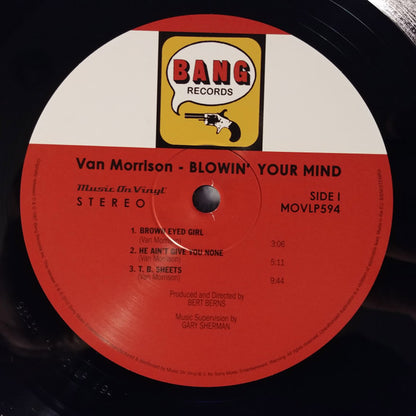 BANG
RECORDS
Van Morrison - BLOWIN' YOUR MIND
Music On Vinyl
STEREO
SIDE I
MOVLP594
1. BROWN EYED GIRL
(Van Morrison)
3:06
2. HE AIN'T GIVE YOU NONE
(Van Morrison)
5:11
3. T. B. SHEETS
(Van Morrison)
9:44
Produced and Directed by
BERT BERNS
Music Supervision by
GARY SHERMAN